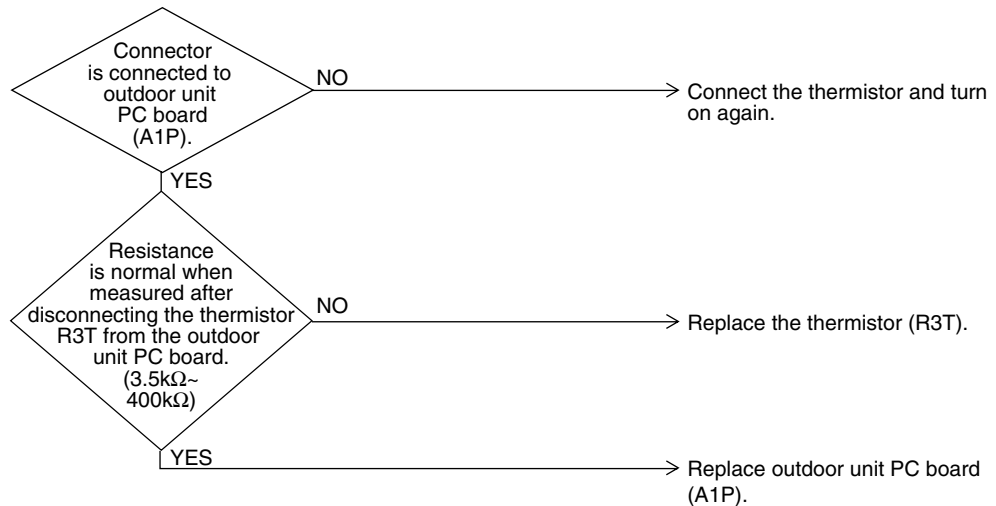 Connector
is connected to
outdoor unit
PC board
(A1P).
NO
Connect the thermistor and turn
on again.
YES
Resistance
is normal when
measured after
disconnecting the thermistor
R3T from the outdoor
unit PC board.
(3.5kΩ~
400kΩ)
NO
Replace the thermistor (R3T).
YES
Replace outdoor unit PC board
(A1P).